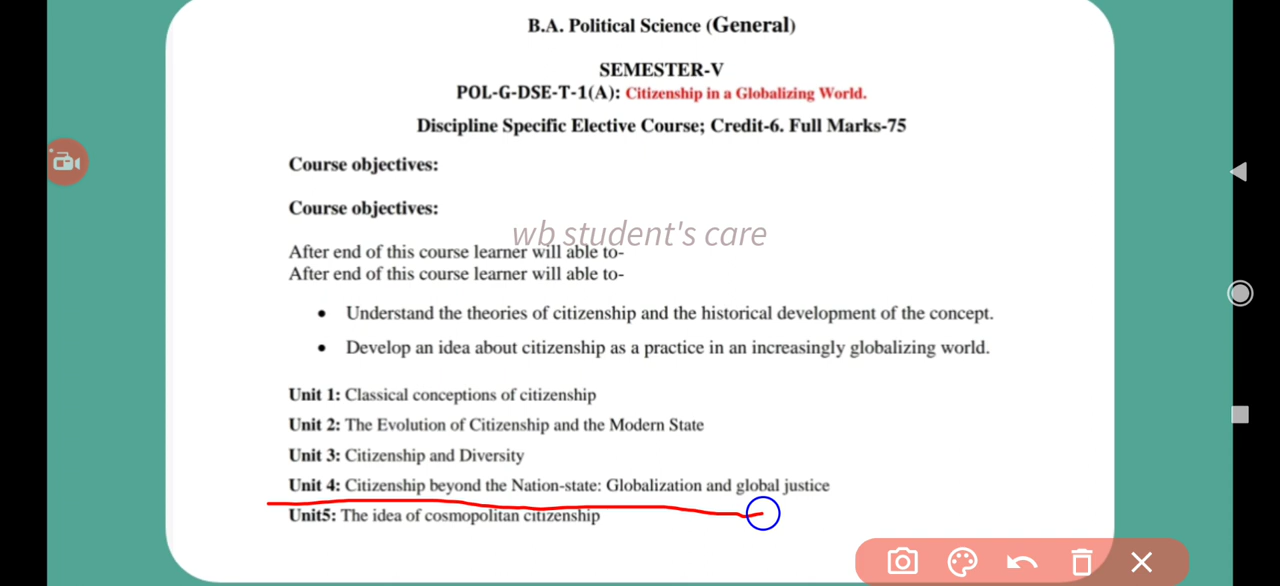 B.A. Political Science (General)
SEMESTER-V
POL-G-DSE-T-1(A): Citizenship in a Globalizing World.
Discipline Specific Elective Course; Credit-6. Full Marks-75
Course objectives:
Course objectives:
wb student's care
After end of this course learner will able to-
After end of this course learner will able to-
• Understand the theories of citizenship and the historical development of the concept.
• Develop an idea about citizenship as a practice in an increasingly globalizing world.
Unit 1: Classical conceptions of citizenship
Unit 2: The Evolution of Citizenship and the Modern State
Unit 3: Citizenship and Diversity
Unit 4: Citizenship beyond the Nation-state: Globalization and global justice
Unit5: The idea of cosmopolitan citizenship